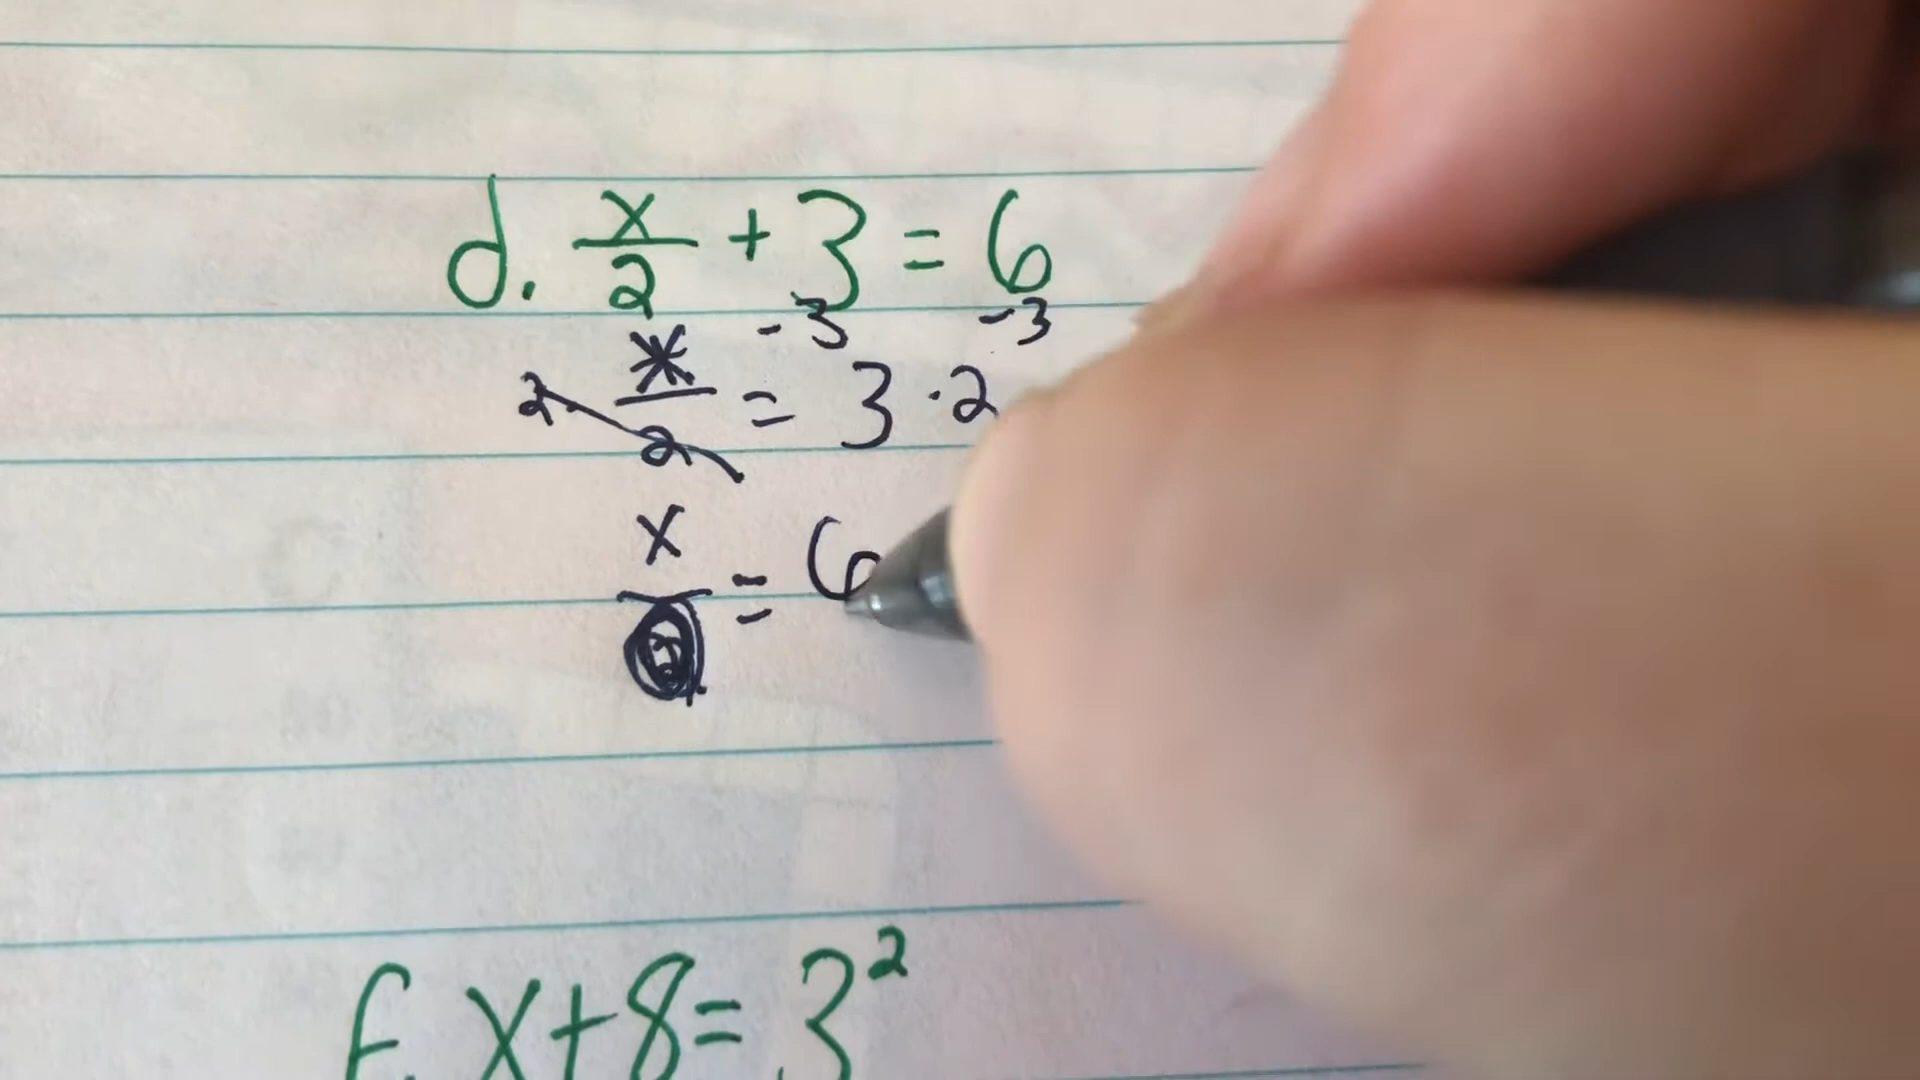 d. x/2 + 3 = 6
-3 -3
2 x/2 = 3 · 2
x = 6
f. x + 8 = 3²